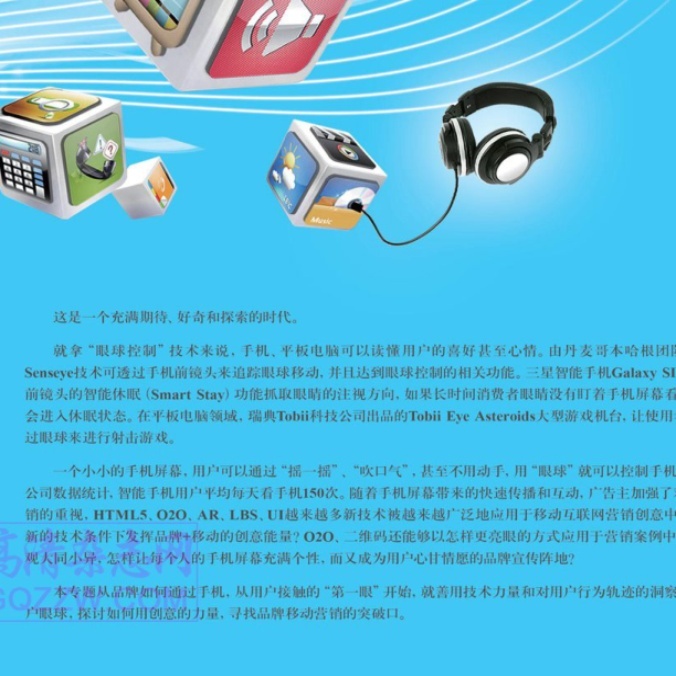 Music
这是一个充满期待、好奇和探索的时代。
就拿“眼球控制”技术来说，手机、平板电脑可以读懂用户的喜好甚至心情。由丹麦哥本哈根团
Senseye技术可透过手机前镜头来追踪眼球移动，并且达到眼球控制的相关功能。三星智能手机Galaxy SI
前镜头的智能休眠（Smart Stay）功能抓取眼睛的注视方向，如果长时间消费者眼睛没有盯着手机屏幕看
会进入休眠状态。在平板电脑领域，瑞典Tobii科技公司出品的Tobii Eye Asteroids大型游戏机台，让使用
过眼球来进行射击游戏。
一个小小的手机屏幕，用户可以通过“摇一摇”、“吹口气”，甚至不用动手，用“眼球”就可以控制手机
公司数据统计，智能手机用户平均每天看手机150次。随着手机屏幕带来的快速传播和互动，广告主加强了
销的重视，HTML5、O2O、AR、LBS、UI越来越多新技术被越来越广泛地应用于移动互联网营销创意中
新的技术条件下发挥品牌+移动的创意能量？O2O、二维码还能够以怎样更亮眼的方式应用于营销案例中
观大同小异，怎样让每个人的手机屏幕充满个性，而又成为用户心甘情愿的品牌宣传阵地？
本专题从品牌如何通过手机，从用户接触的“第一眼”开始，就善用技术力量和对用户行为轨迹的洞察
户眼球，探讨如何用创意的力量，寻找品牌移动营销的突破口。
高清杂志网
GQZZW.COM